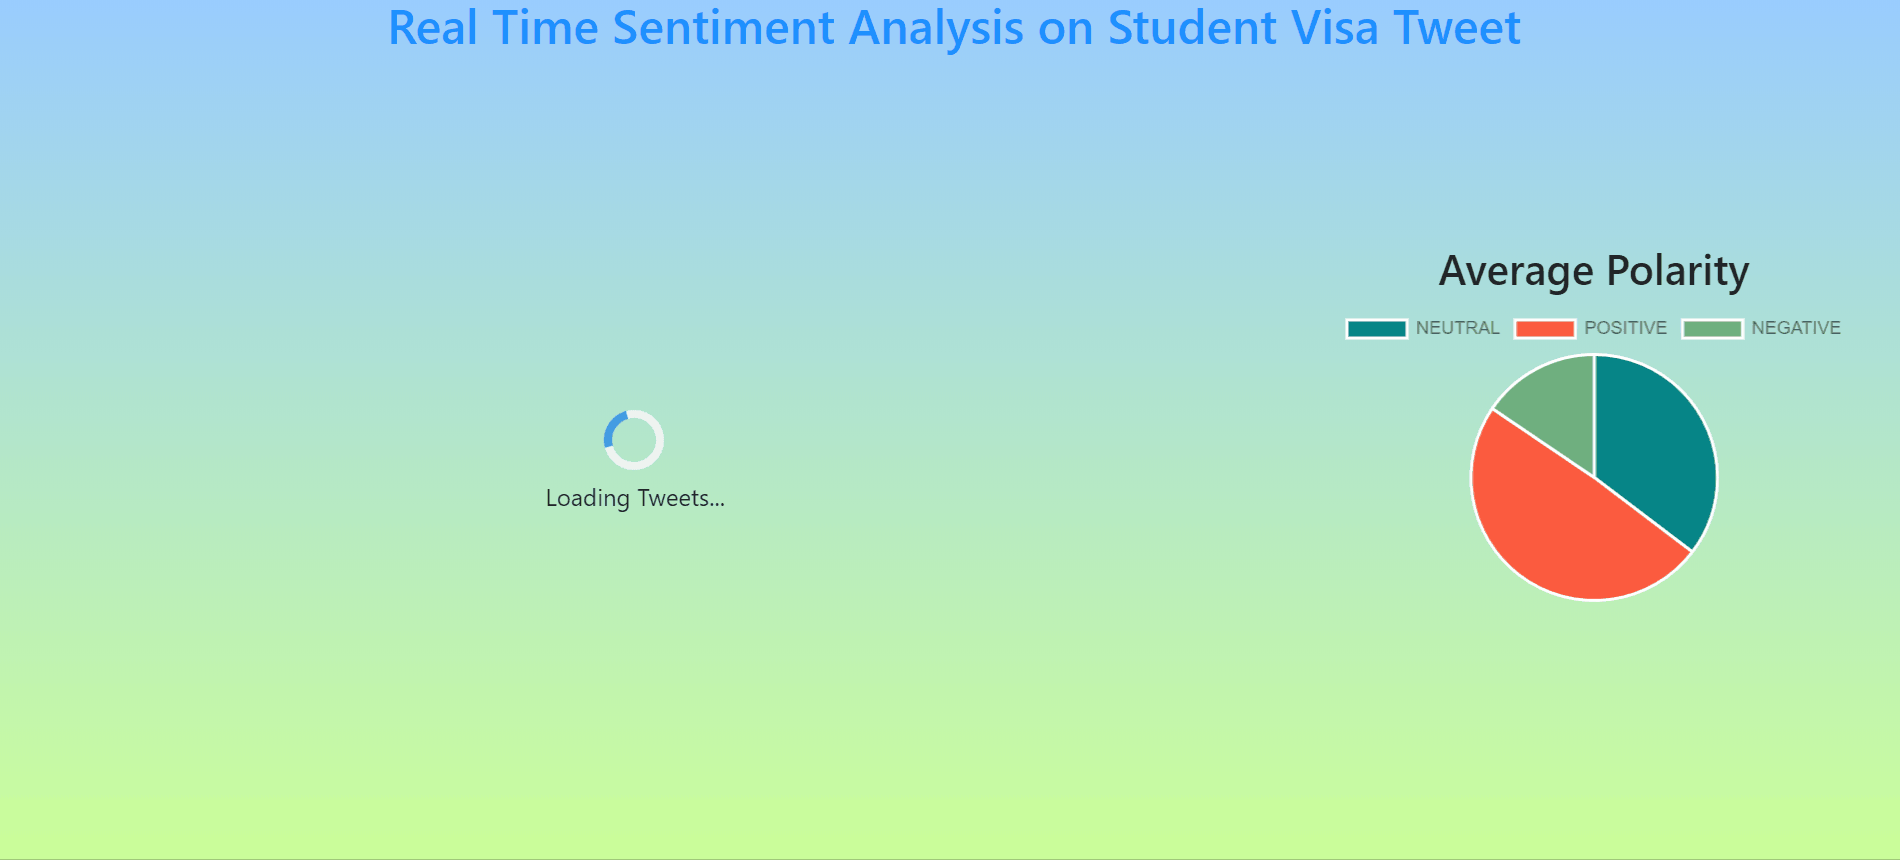 Real Time Sentiment Analysis on Student Visa Tweet
Average Polarity
NEUTRAL POSITIVE NEGATIVE
Loading Tweets...